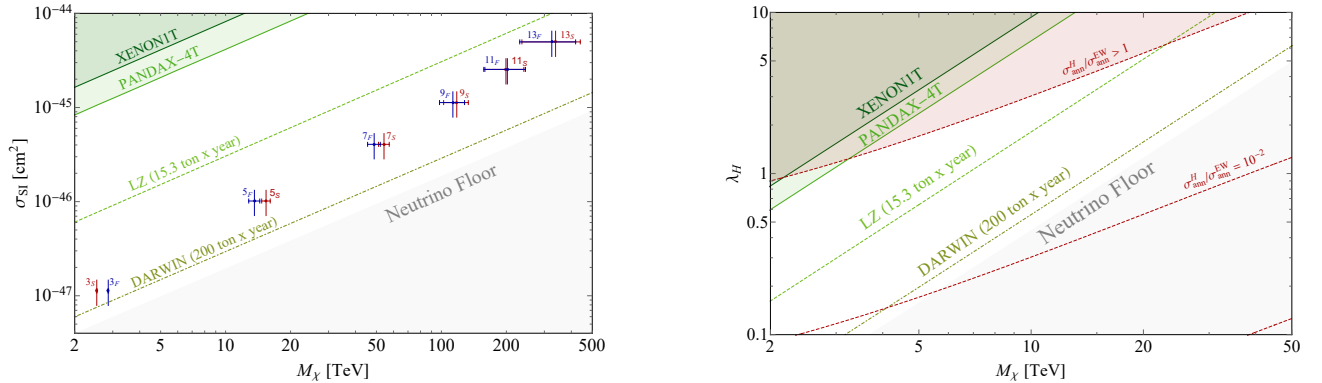 10⁻⁴⁴
10⁻⁴⁵
10⁻⁴⁶
10⁻⁴⁷
σ_SI [cm²]
XENON1T
PANDAX-4T
LZ (15.3 ton x year)
DARWIN (200 ton x year)
Neutrino Floor
3_S 3_F
5_F 5_S
7_F 7_S
9_F 9_S
11_F 11_S
13_F 13_S
2 5 10 50 100 200 500
M_χ [TeV]
10
5
1
0.5
0.1
λ_H
XENON1T
PANDAX-4T
σ^H_ann/σ^EW_ann > 1
LZ (15.3 ton x year)
DARWIN (200 ton x year)
Neutrino Floor
σ^H_ann/σ^EW_ann = 10⁻²
2 5 10 20 50
M_χ [TeV]